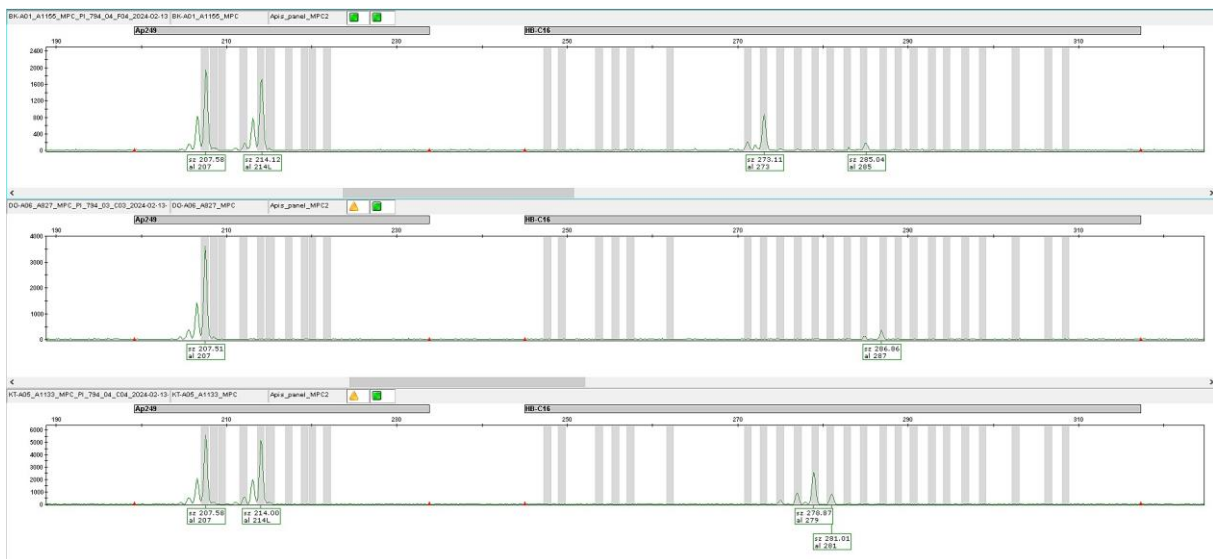 BK-A01_A1155_MPC_PI_794_04_F04_2024-02-13 BK-A01_A1155_MPC Apis_panel_MPC2
Ap249 HB-C16
190 210 230 250 270 290 310
2400
2000
1600
1200
800
400
0
sz 207.58 sz 214.12 sz 273.11 sz 285.04
al 207 al 214L al 273 al 285
DO-A06_A827_MPC_PI_794_03_C03_2024-02-13- DO-A06_A827_MPC Apis_panel_MPC2
Ap249 HB-C16
190 210 230 250 270 290 310
4000
3000
2000
1000
0
sz 207.51 sz 286.86
al 207 al 287
KT-A05_A1133_MPC_PI_794_04_C04_2024-02-13- KT-A05_A1133_MPC Apis_panel_MPC2
Ap249 HB-C16
190 210 230 250 270 290 310
6000
5000
4000
3000
2000
1000
0
sz 207.58 sz 214.00 sz 278.87
al 207 al 214L al 279
sz 281.01
al 281